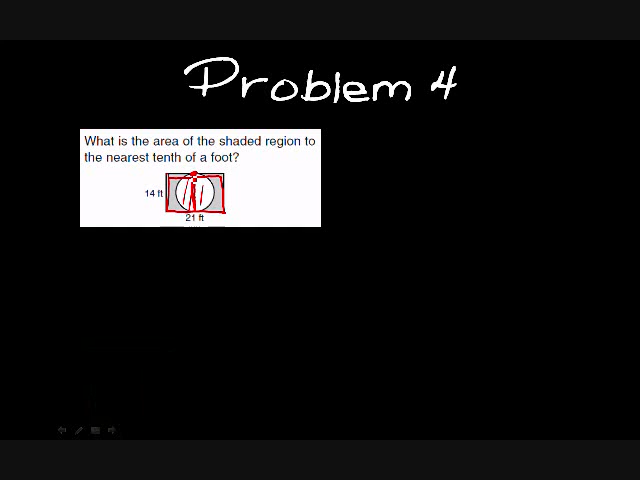 Problem 4
What is the area of the shaded region to
the nearest tenth of a foot?
14 ft
21 ft